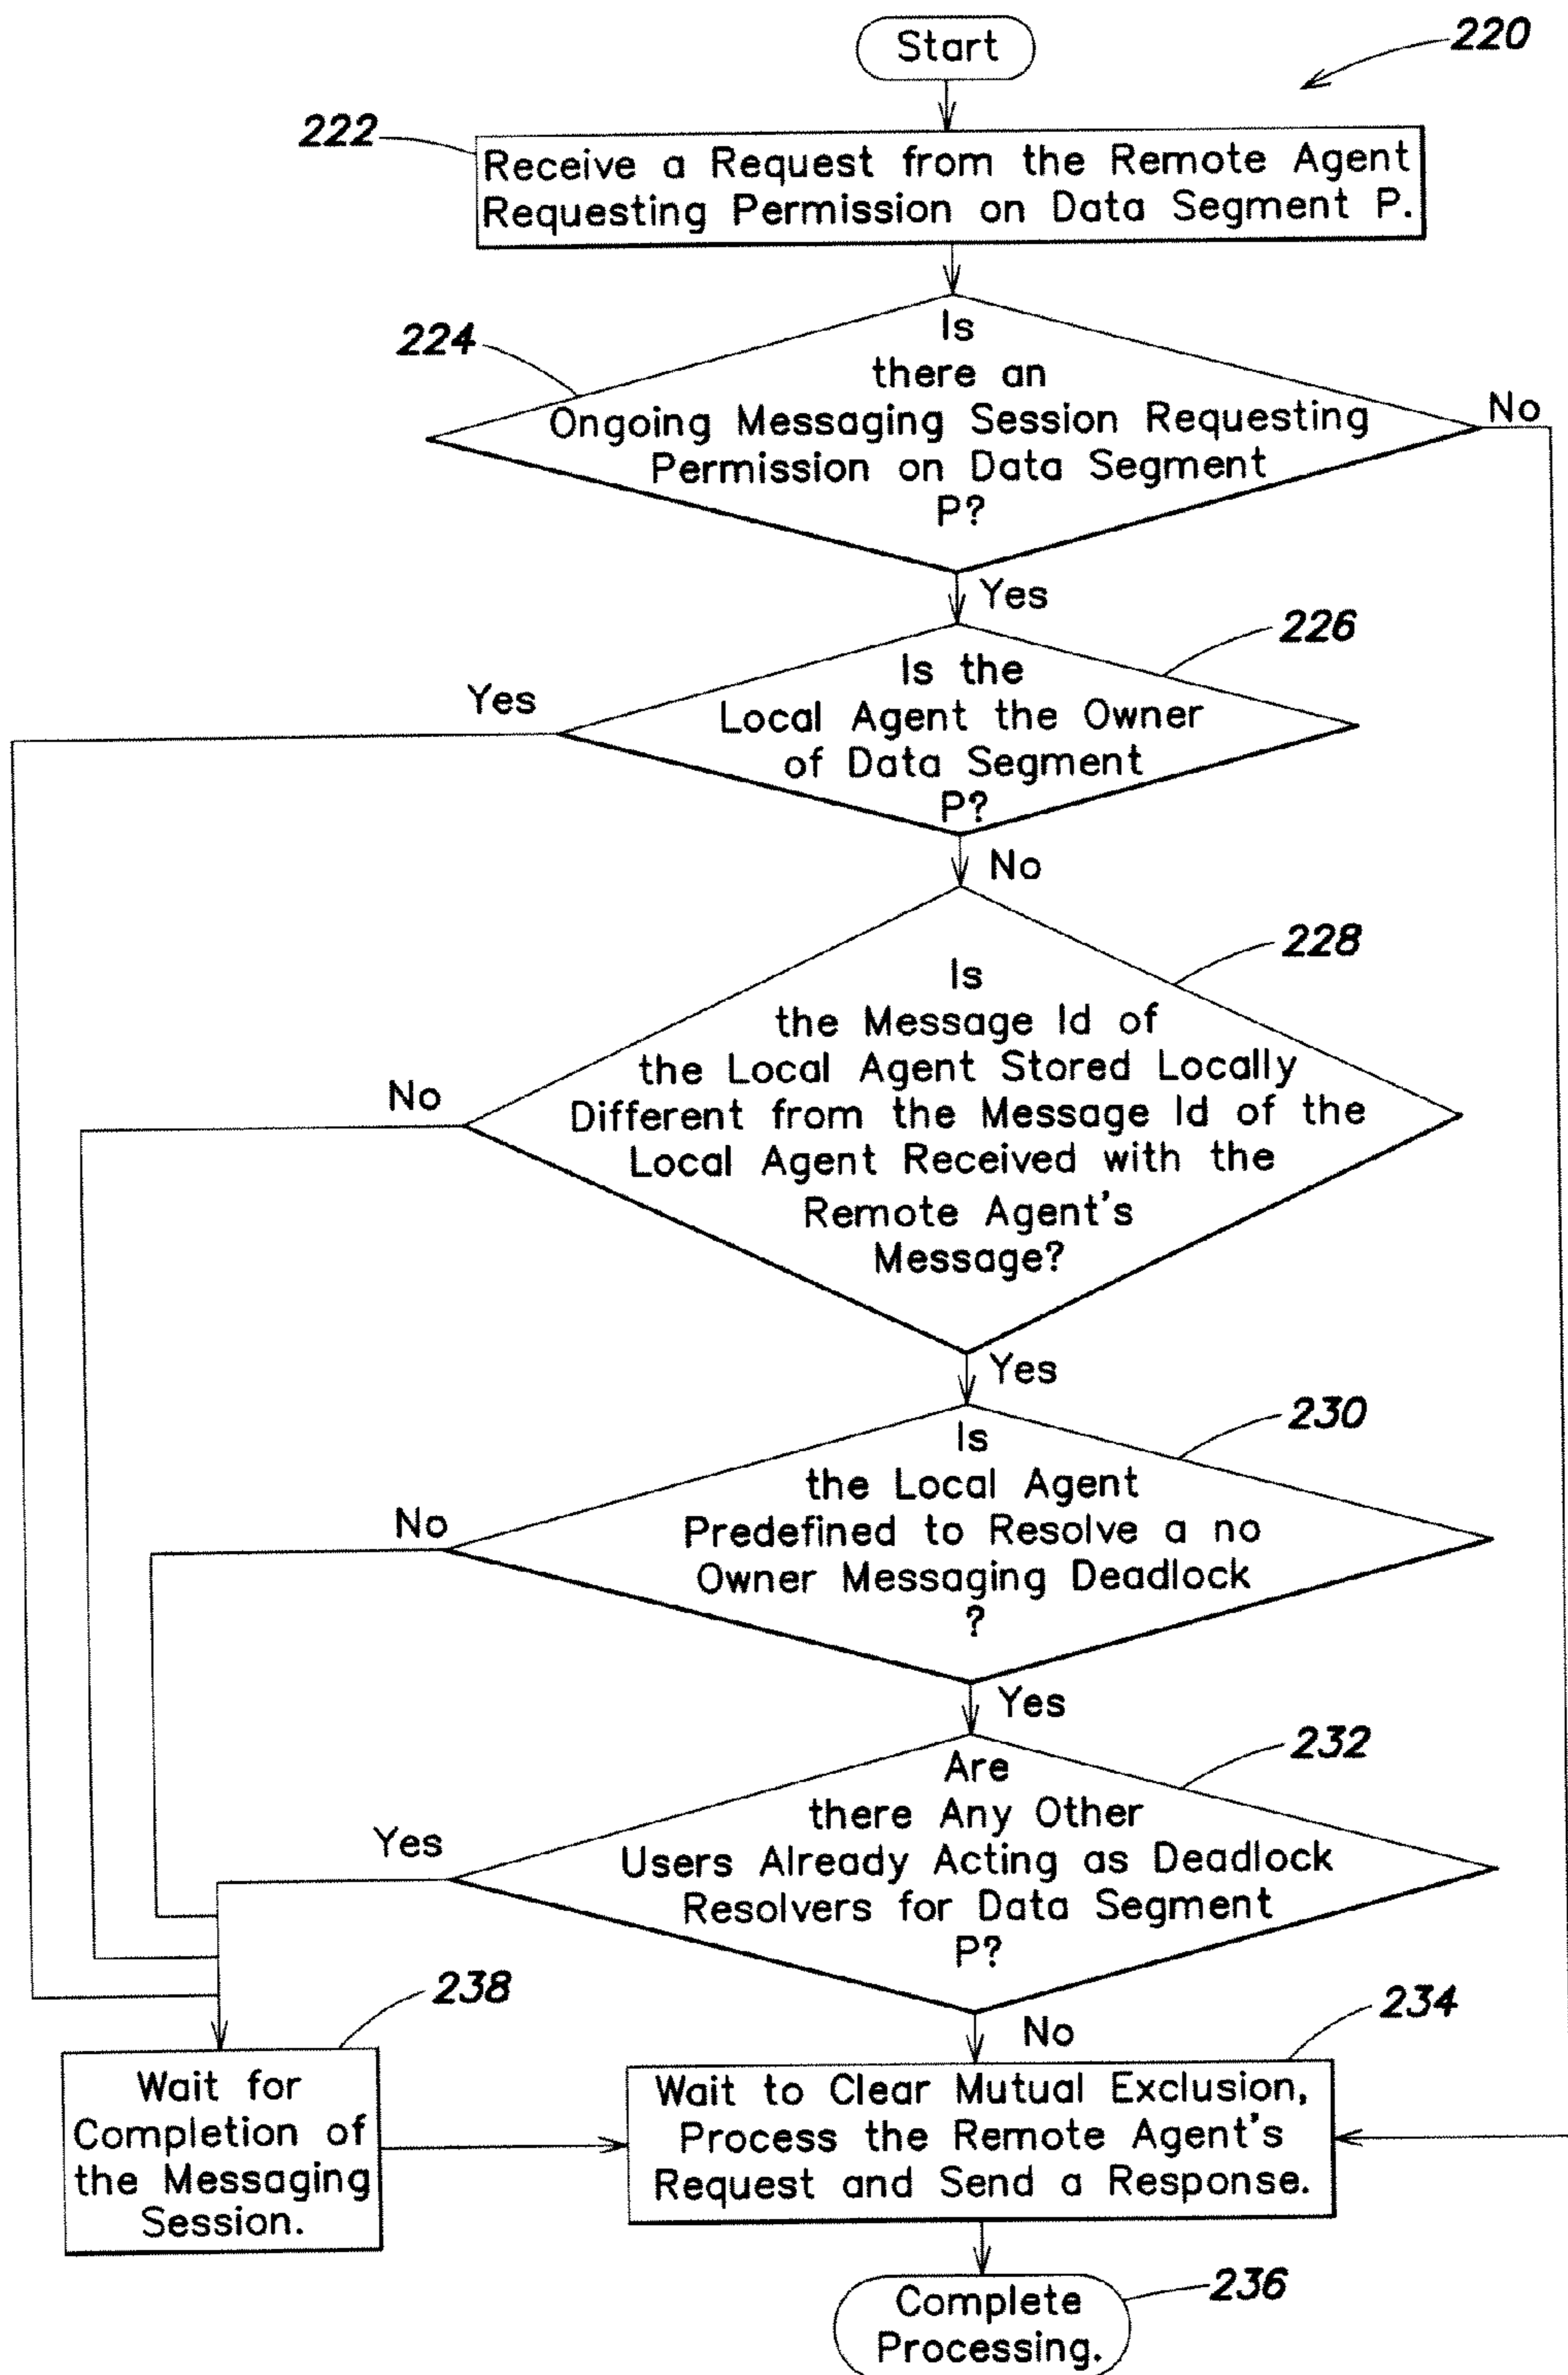 Start
220
222
Receive a Request from the Remote Agent
Requesting Permission on Data Segment P.
224
Is
there an
Ongoing Messaging Session Requesting
Permission on Data Segment
P?
No
Yes
226
Is the
Local Agent the Owner
of Data Segment
P?
Yes
No
228
Is
the Message Id of
the Local Agent Stored Locally
Different from the Message Id of the
Local Agent Received with the
Remote Agent's
Message?
No
Yes
230
Is
the Local Agent
Predefined to Resolve a no
Owner Messaging Deadlock
?
No
Yes
232
Are
there Any Other
Users Already Acting as Deadlock
Resolvers for Data Segment
P?
Yes
No
238
Wait for
Completion of
the Messaging
Session.
234
Wait to Clear Mutual Exclusion,
Process the Remote Agent's
Request and Send a Response.
236
Complete
Processing.